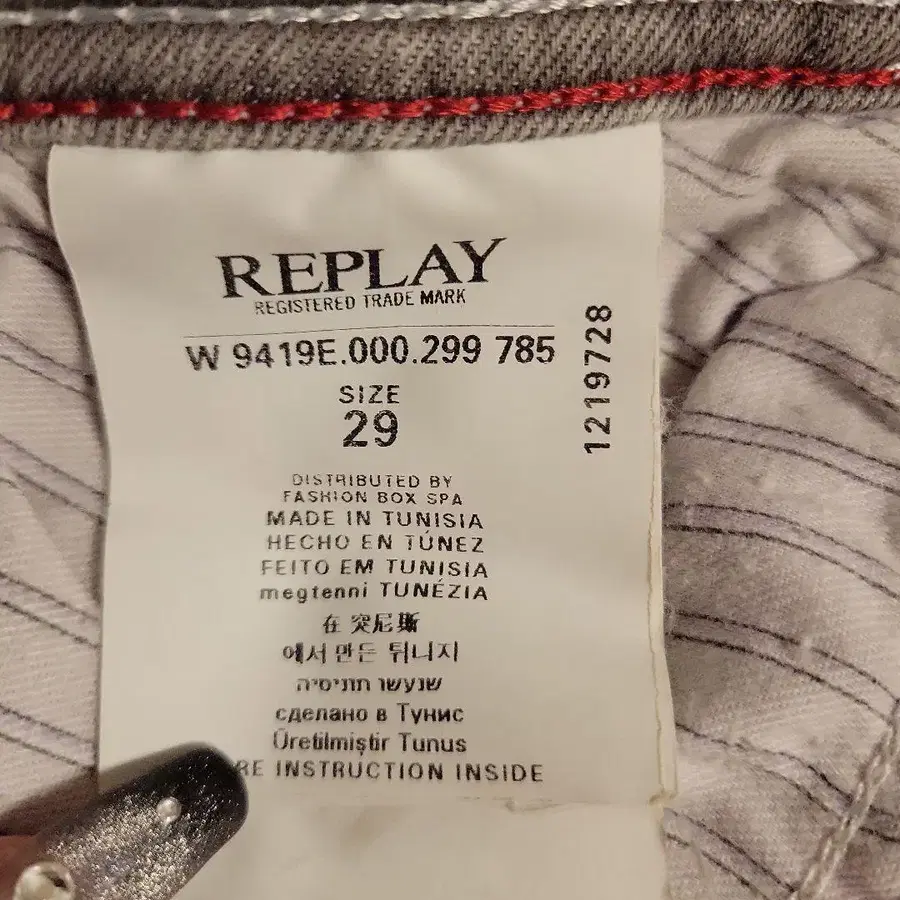 REPLAY
REGISTERED TRADE MARK
W 9419E.000.299 785
1219728
SIZE
29
DISTRIBUTED BY
FASHION BOX SPA
MADE IN TUNISIA
HECHO EN TÚNEZ
FEITO EM TUNISIA
megtenni TUNÉZIA
在 突尼斯
에서 만든 튀니지
שנעשו תתיסיה
сделано в Тунис
Üretilmiştir Tunus
RE INSTRUCTION INSIDE